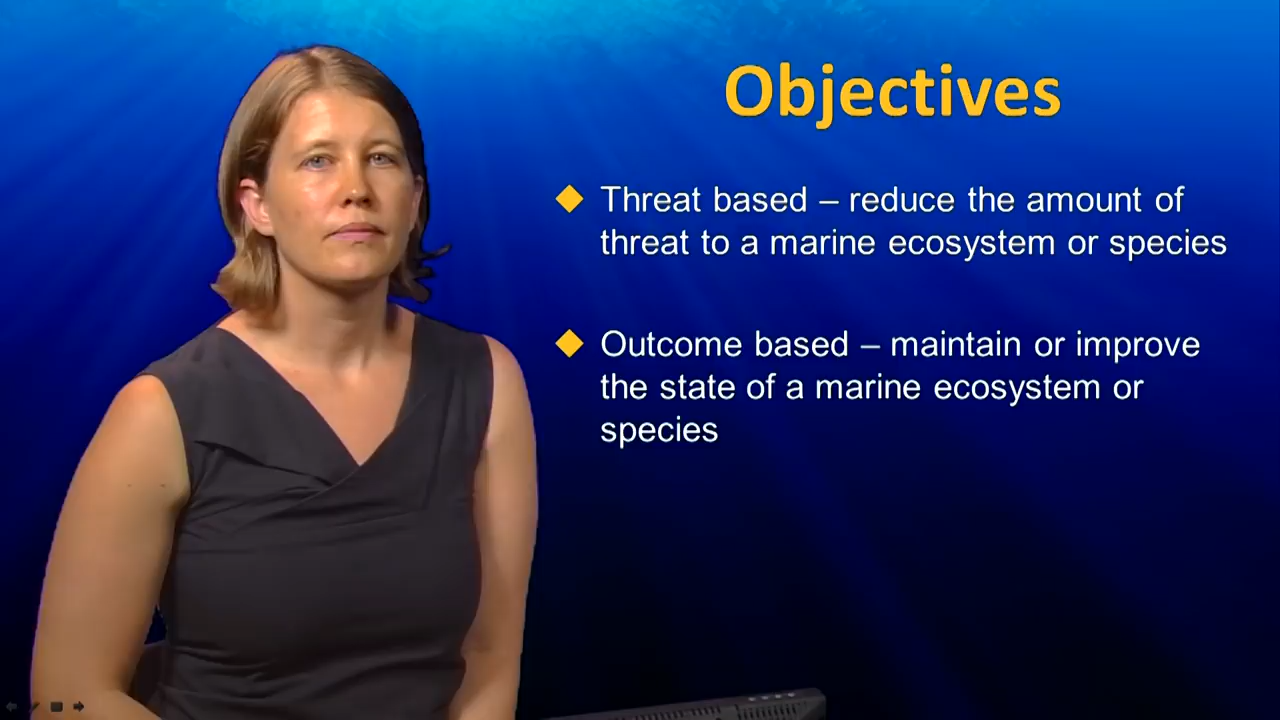 Objectives
Threat based – reduce the amount of
threat to a marine ecosystem or species
Outcome based – maintain or improve
the state of a marine ecosystem or
species